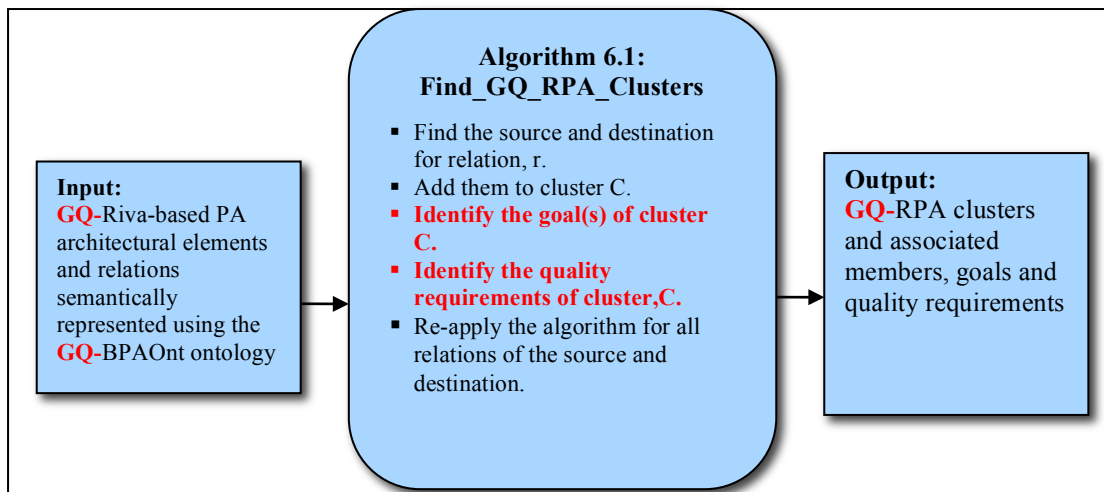 Input:
GQ-Riva-based PA
architectural elements
and relations
semantically
represented using the
GQ-BPAOnt ontology
Algorithm 6.1:
Find_GQ_RPA_Clusters
▪ Find the source and destination
for relation, r.
▪ Add them to cluster C.
▪ Identify the goal(s) of cluster
C.
▪ Identify the quality
requirements of cluster,C.
▪ Re-apply the algorithm for all
relations of the source and
destination.
Output:
GQ-RPA clusters
and associated
members, goals and
quality requirements